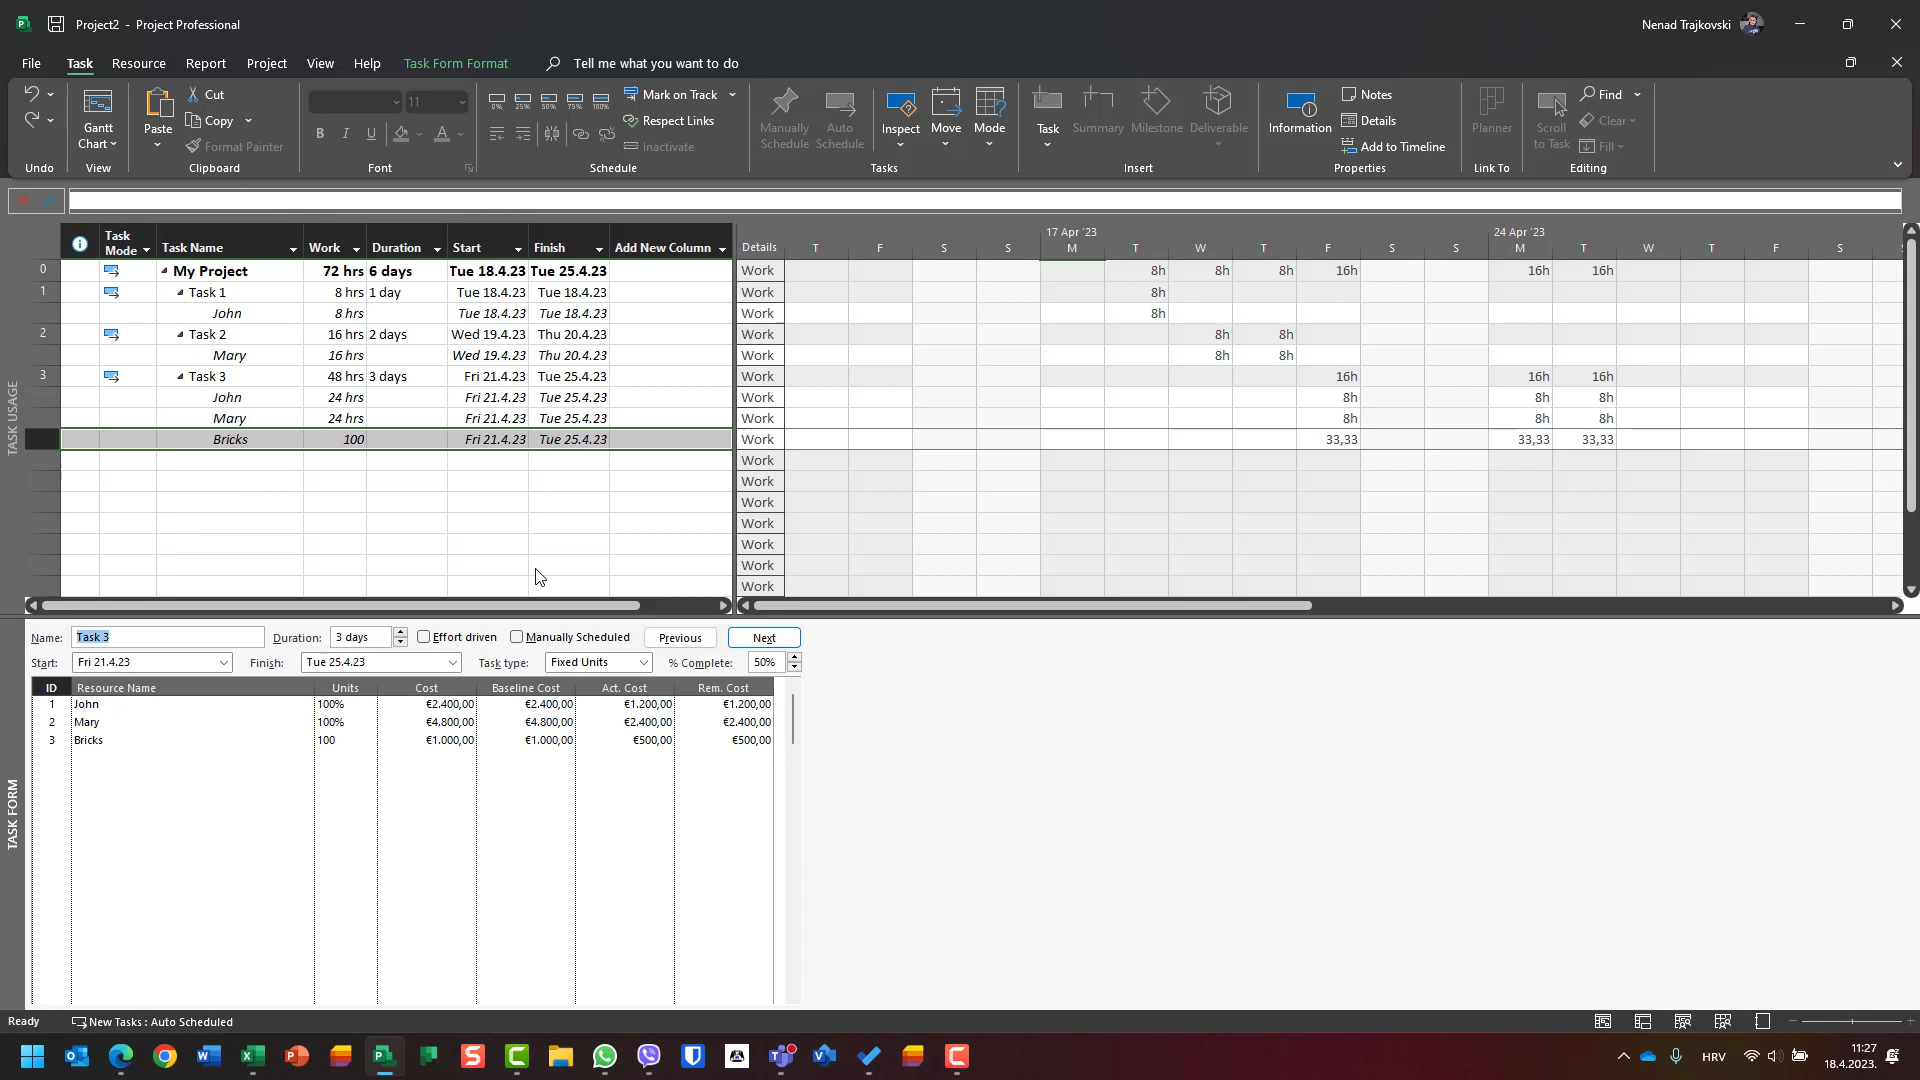 Project2 - Project Professional
Nenad Trajkovski
File Task Resource Report Project View Help Task Form Format Tell me what you want to do
Gantt Chart
Paste
Cut
Copy
Format Painter
11
B I U A
0% 25% 50% 75% 100%
Mark on Track
Respect Links
Inactivate
Manually Schedule
Auto Schedule
Inspect
Move
Mode
Task
Summary
Milestone
Deliverable
Information
Notes
Details
Add to Timeline
Planner
Scroll to Task
Find
Clear
Fill
Undo View Clipboard Font Schedule Tasks Insert Properties Link To Editing
Task Mode Task Name Work Duration Start Finish Add New Column
Details 17 Apr '23 24 Apr '23
T F S S M T W T F S S M T W T F S
0 My Project 72 hrs 6 days Tue 18.4.23 Tue 25.4.23 Work 8h 8h 8h 16h 16h 16h
1 Task 1 8 hrs 1 day Tue 18.4.23 Tue 18.4.23 Work 8h
John 8 hrs Tue 18.4.23 Tue 18.4.23 Work 8h
2 Task 2 16 hrs 2 days Wed 19.4.23 Thu 20.4.23 Work 8h 8h
Mary 16 hrs Wed 19.4.23 Thu 20.4.23 Work 8h 8h
3 Task 3 48 hrs 3 days Fri 21.4.23 Tue 25.4.23 Work 16h 16h 16h
John 24 hrs Fri 21.4.23 Tue 25.4.23 Work 8h 8h 8h
Mary 24 hrs Fri 21.4.23 Tue 25.4.23 Work 8h 8h 8h
Bricks 100 Fri 21.4.23 Tue 25.4.23 Work 33,33 33,33 33,33
Work
Work
Work
Work
Work
Work
Work
TASK USAGE
Name: Task 3 Duration: 3 days Effort driven Manually Scheduled Previous Next
Start: Fri 21.4.23 Finish: Tue 25.4.23 Task type: Fixed Units % Complete: 50%
ID Resource Name Units Cost Baseline Cost Act. Cost Rem. Cost
1 John 100% €2.400,00 €2.400,00 €1.200,00 €1.200,00
2 Mary 100% €4.800,00 €4.800,00 €2.400,00 €2.400,00
3 Bricks 100 €1.000,00 €1.000,00 €500,00 €500,00
TASK FORM
Ready New Tasks : Auto Scheduled
HRV
11:27
18.4.2023.